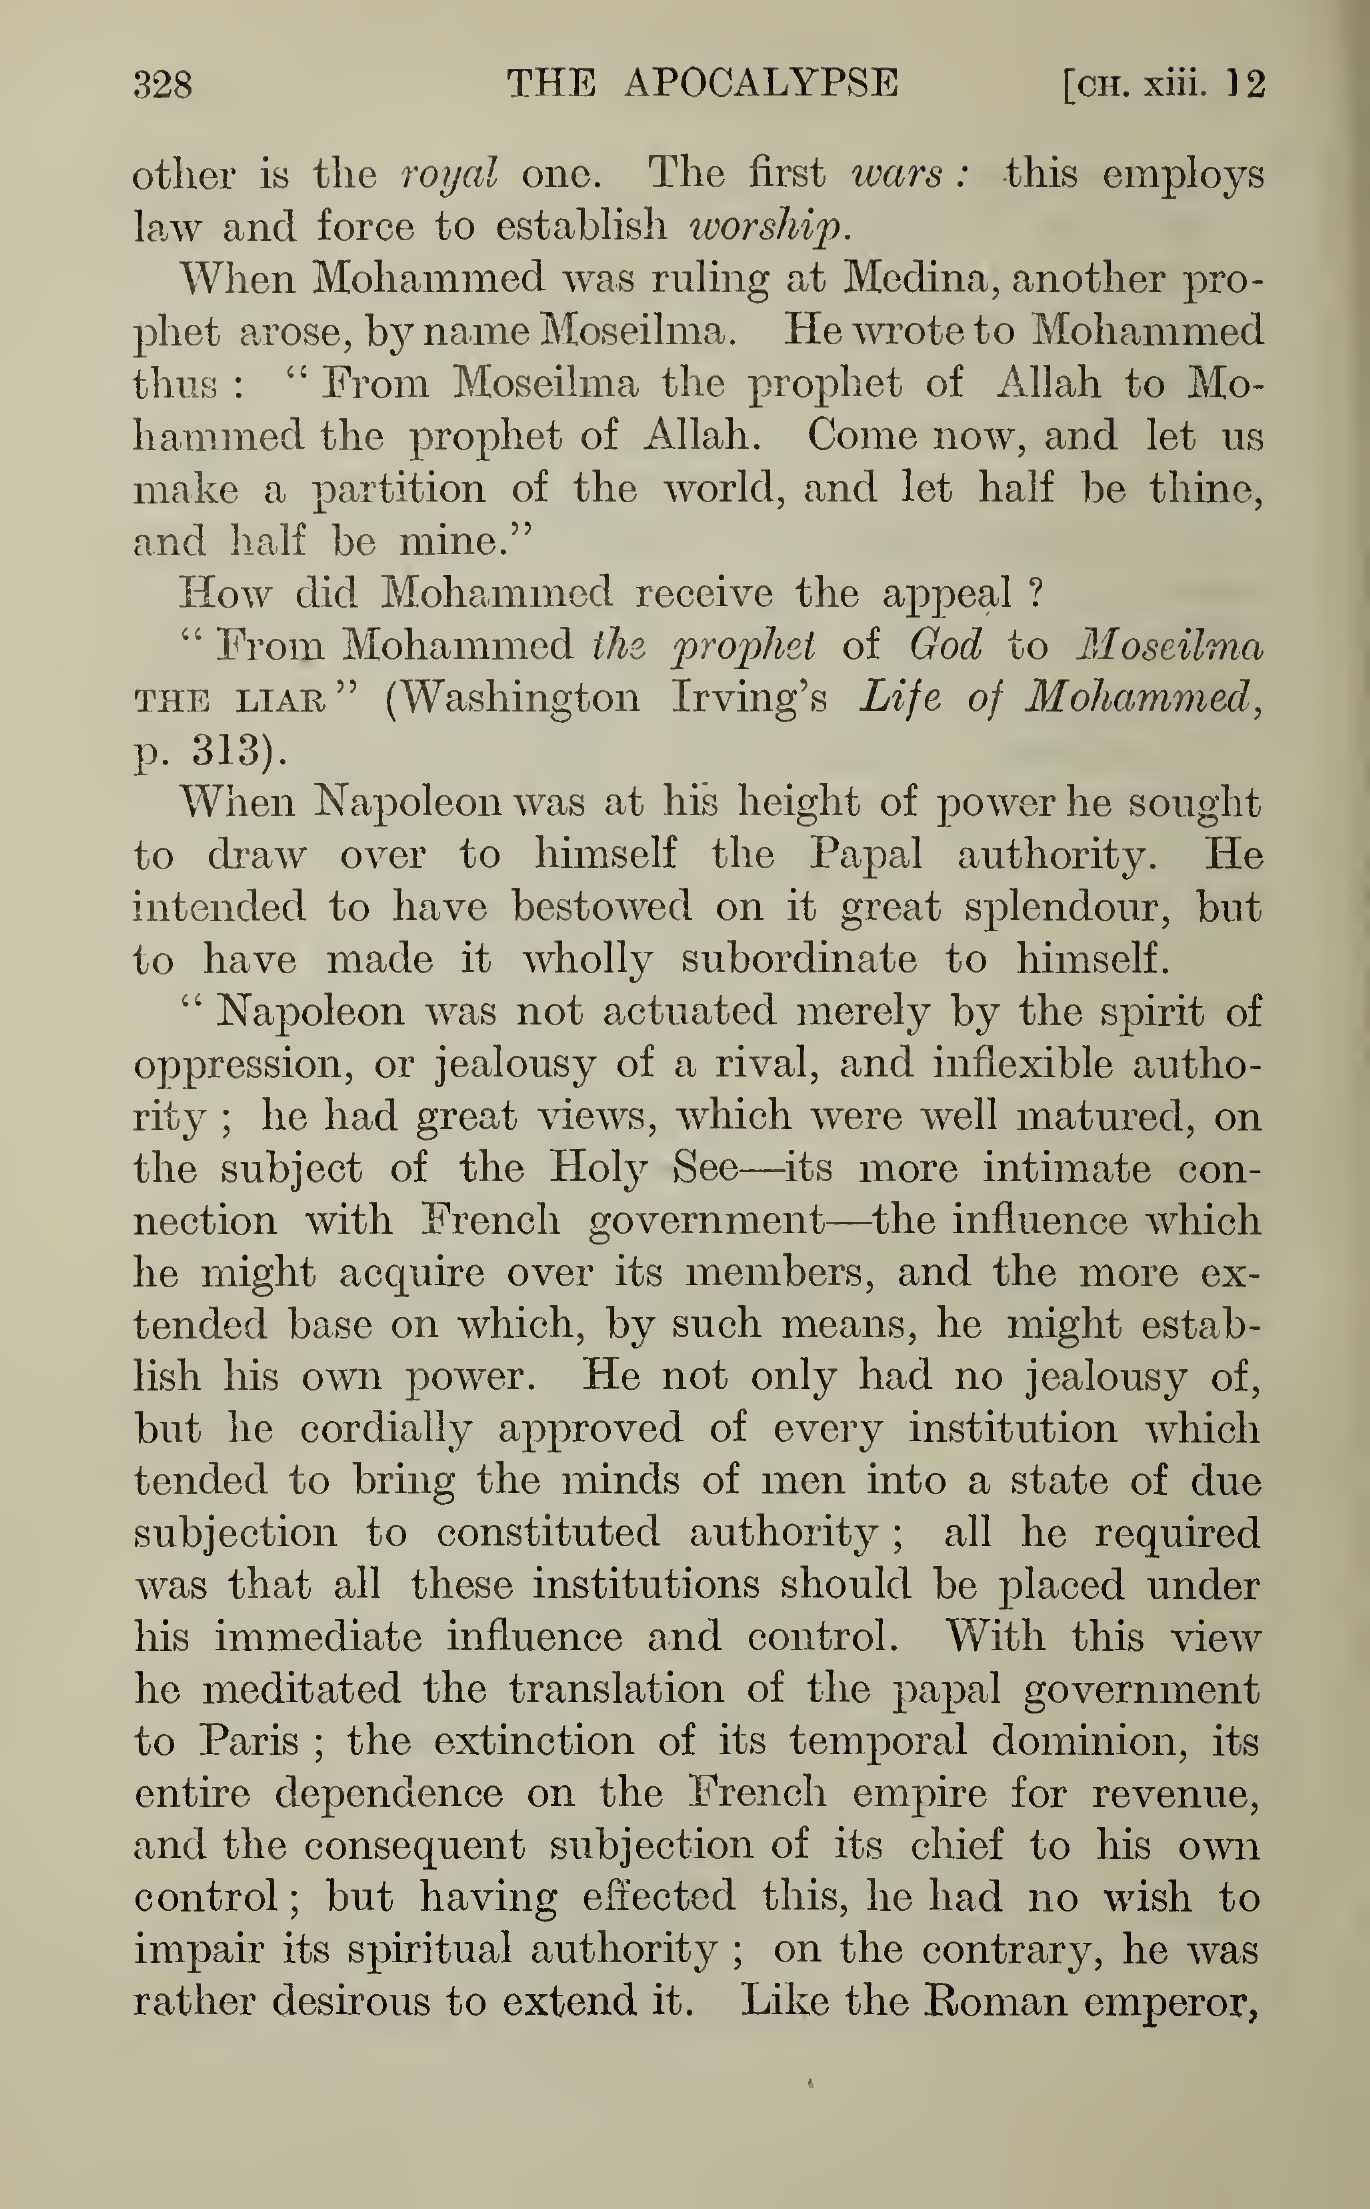 328 THE APOCALYPSE [CH. xiii. 12
other is the royal one. The first wars : this employs
law and force to establish worship.
When Mohammed was ruling at Medina, another pro-
phet arose, by name Moseilma. He wrote to Mohammed
thus : “ From Moseilma the prophet of Allah to Mo-
hammed the prophet of Allah. Come now, and let us
make a partition of the world, and let half be thine,
and half be mine.”
How did Mohammed receive the appeal ?
“ From Mohammed the prophet of God to Moseilma
THE LIAR” (Washington Irving’s Life of Mohammed,
p. 313).
When Napoleon was at his height of power he sought
to draw over to himself the Papal authority. He
intended to have bestowed on it great splendour, but
to have made it wholly subordinate to himself.
“ Napoleon was not actuated merely by the spirit of
oppression, or jealousy of a rival, and inflexible autho-
rity ; he had great views, which were well matured, on
the subject of the Holy See—its more intimate con-
nection with French government—the influence which
he might acquire over its members, and the more ex-
tended base on which, by such means, he might estab-
lish his own power. He not only had no jealousy of,
but he cordially approved of every institution which
tended to bring the minds of men into a state of due
subjection to constituted authority ; all he required
was that all these institutions should be placed under
his immediate influence and control. With this view
he meditated the translation of the papal government
to Paris ; the extinction of its temporal dominion, its
entire dependence on the French empire for revenue,
and the consequent subjection of its chief to his own
control ; but having effected this, he had no wish to
impair its spiritual authority ; on the contrary, he was
rather desirous to extend it. Like the Roman emperor,